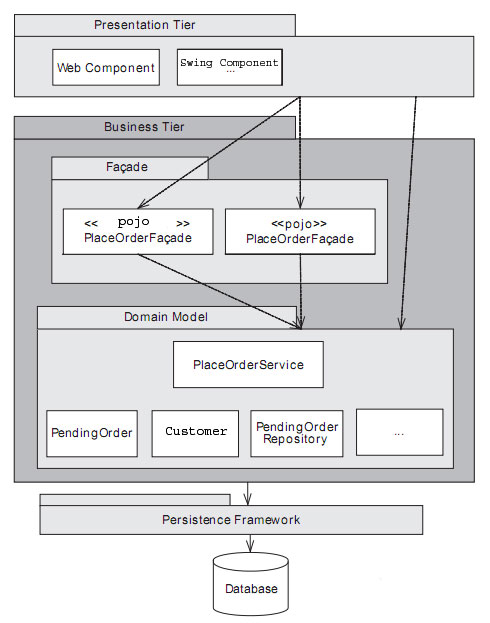 Presentation Tier
Web Component
Swing Component
...
Business Tier
Façade
<< pojo >>
PlaceOrderFaçade
<<pojo>>
PlaceOrderFaçade
Domain Model
PlaceOrderService
PendingOrder
Customer
PendingOrder
Repository
...
Persistence Framework
Database